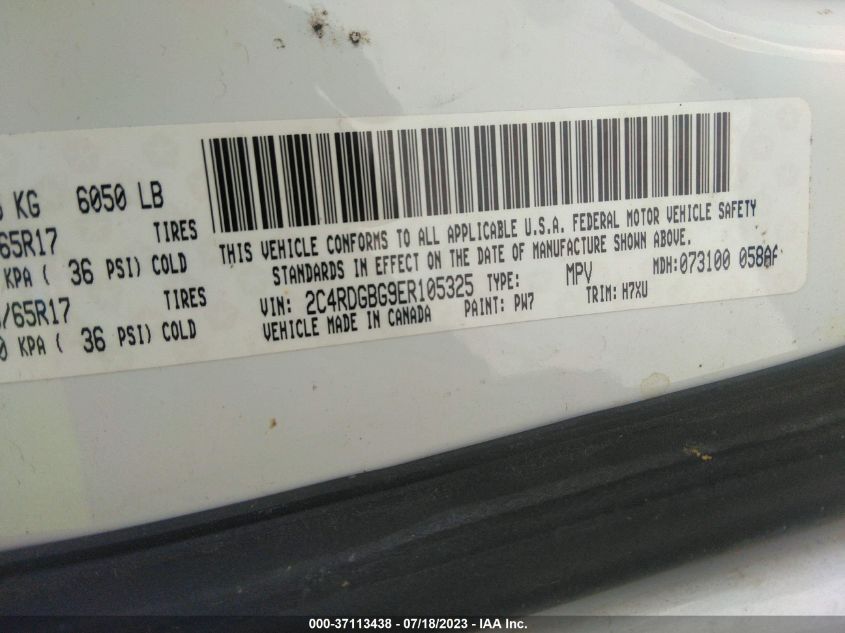 KG 6050 LB
/65R17 TIRES
KPA ( 36 PSI) COLD
/65R17 TIRES
0 KPA ( 36 PSI) COLD
THIS VEHICLE CONFORMS TO ALL APPLICABLE U.S.A. FEDERAL MOTOR VEHICLE SAFETY
STANDARDS IN EFFECT ON THE DATE OF MANUFACTURE SHOWN ABOVE.
MDH:073100 058AA
VIN: 2C4RDGBG9ER105325 TYPE: MPV
VEHICLE MADE IN CANADA PAINT: PW7 TRIM: H7XU
000-37113438 - 07/18/2023 - IAA Inc.